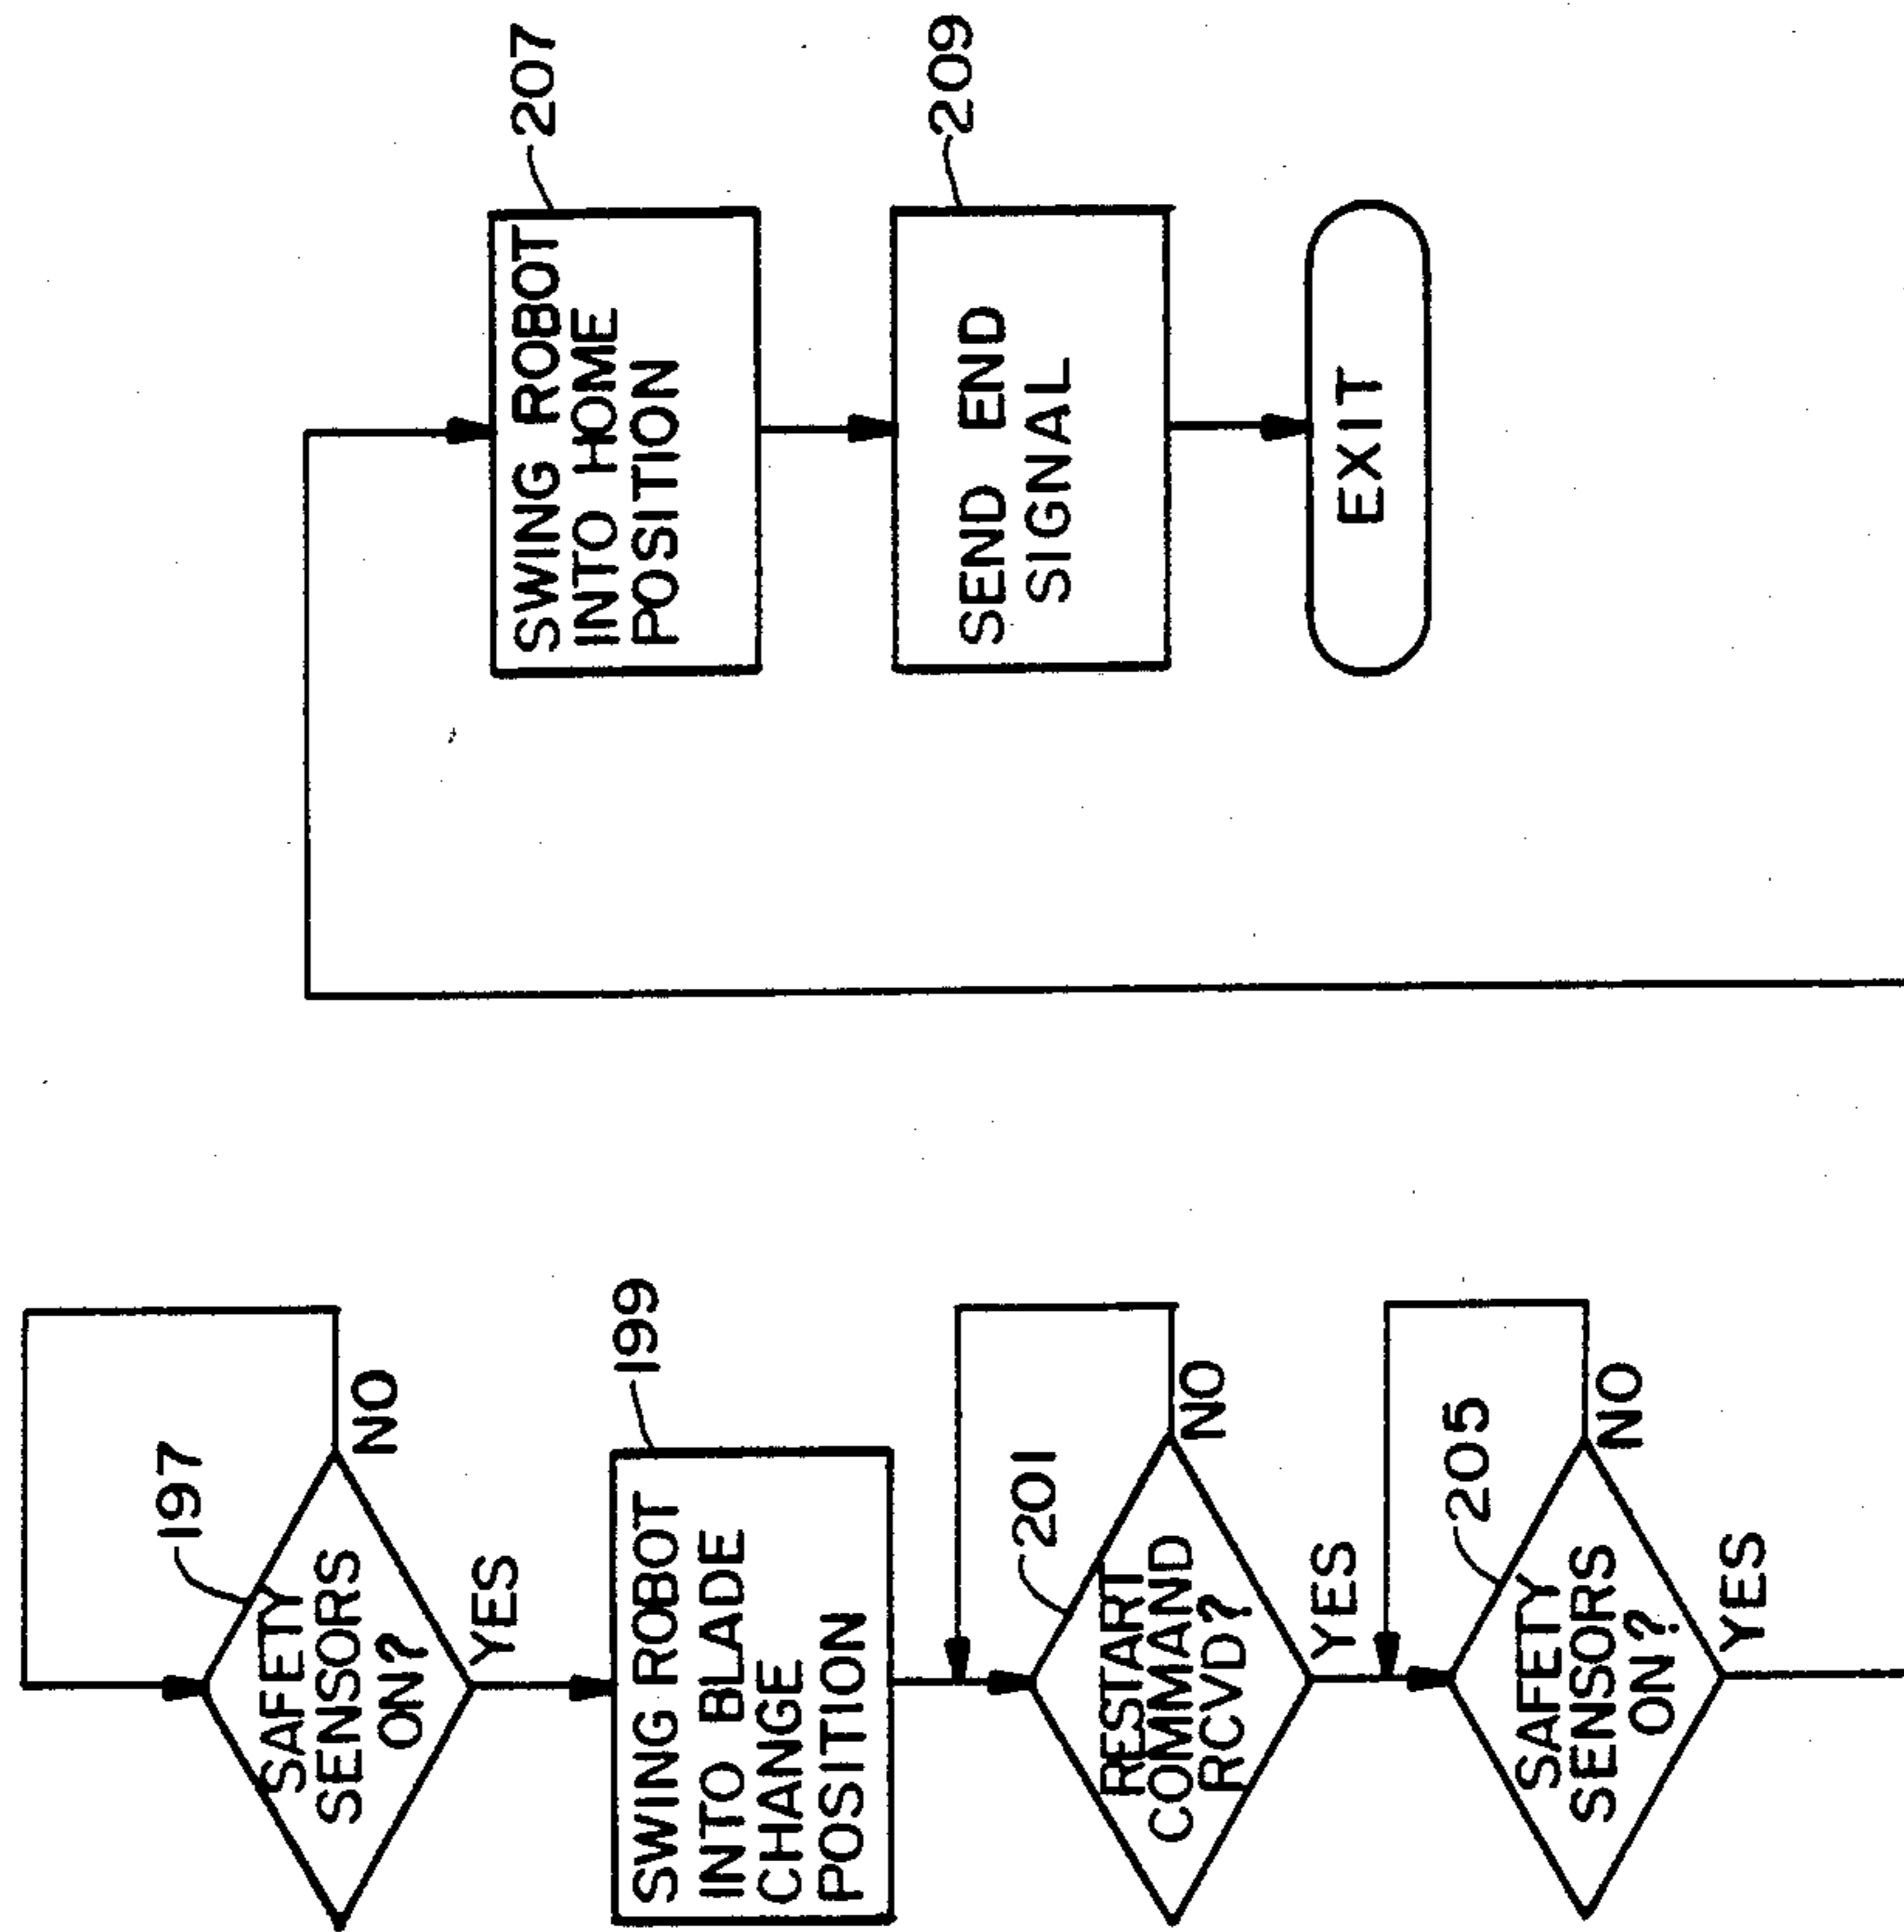 197
SAFETY
SENSORS
ON?
NO
YES
199
SWING ROBOT
INTO BLADE
CHANGE
POSITION
201
RESTART
COMMAND
RCVD?
NO
YES
205
SAFETY
SENSORS
ON?
NO
YES
207
SWING ROBOT
INTO HOME
POSITION
209
SEND END
SIGNAL
EXIT